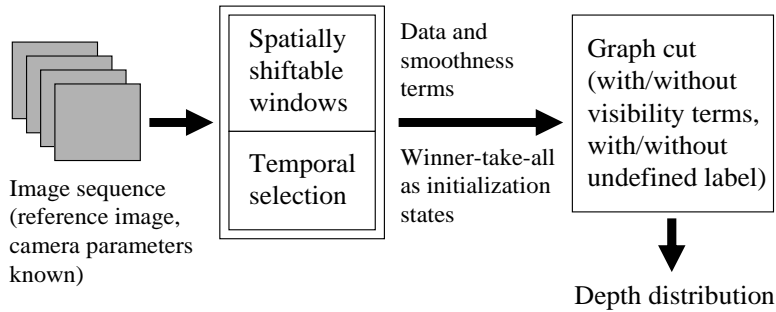 Image sequence
(reference image,
camera parameters
known)
Spatially
shiftable
windows
Temporal
selection
Data and
smoothness
terms
Winner-take-all
as initialization
states
Graph cut
(with/without
visibility terms,
with/without
undefined label)
Depth distribution